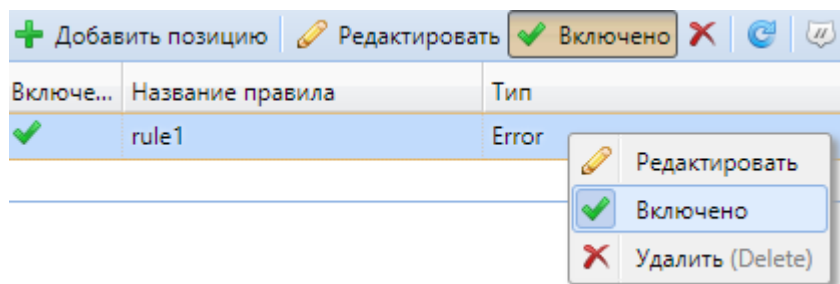 Добавить позицию Редактировать Включено
Включе... Название правила Тип
rule1 Error
Редактировать
Включено
Удалить (Delete)